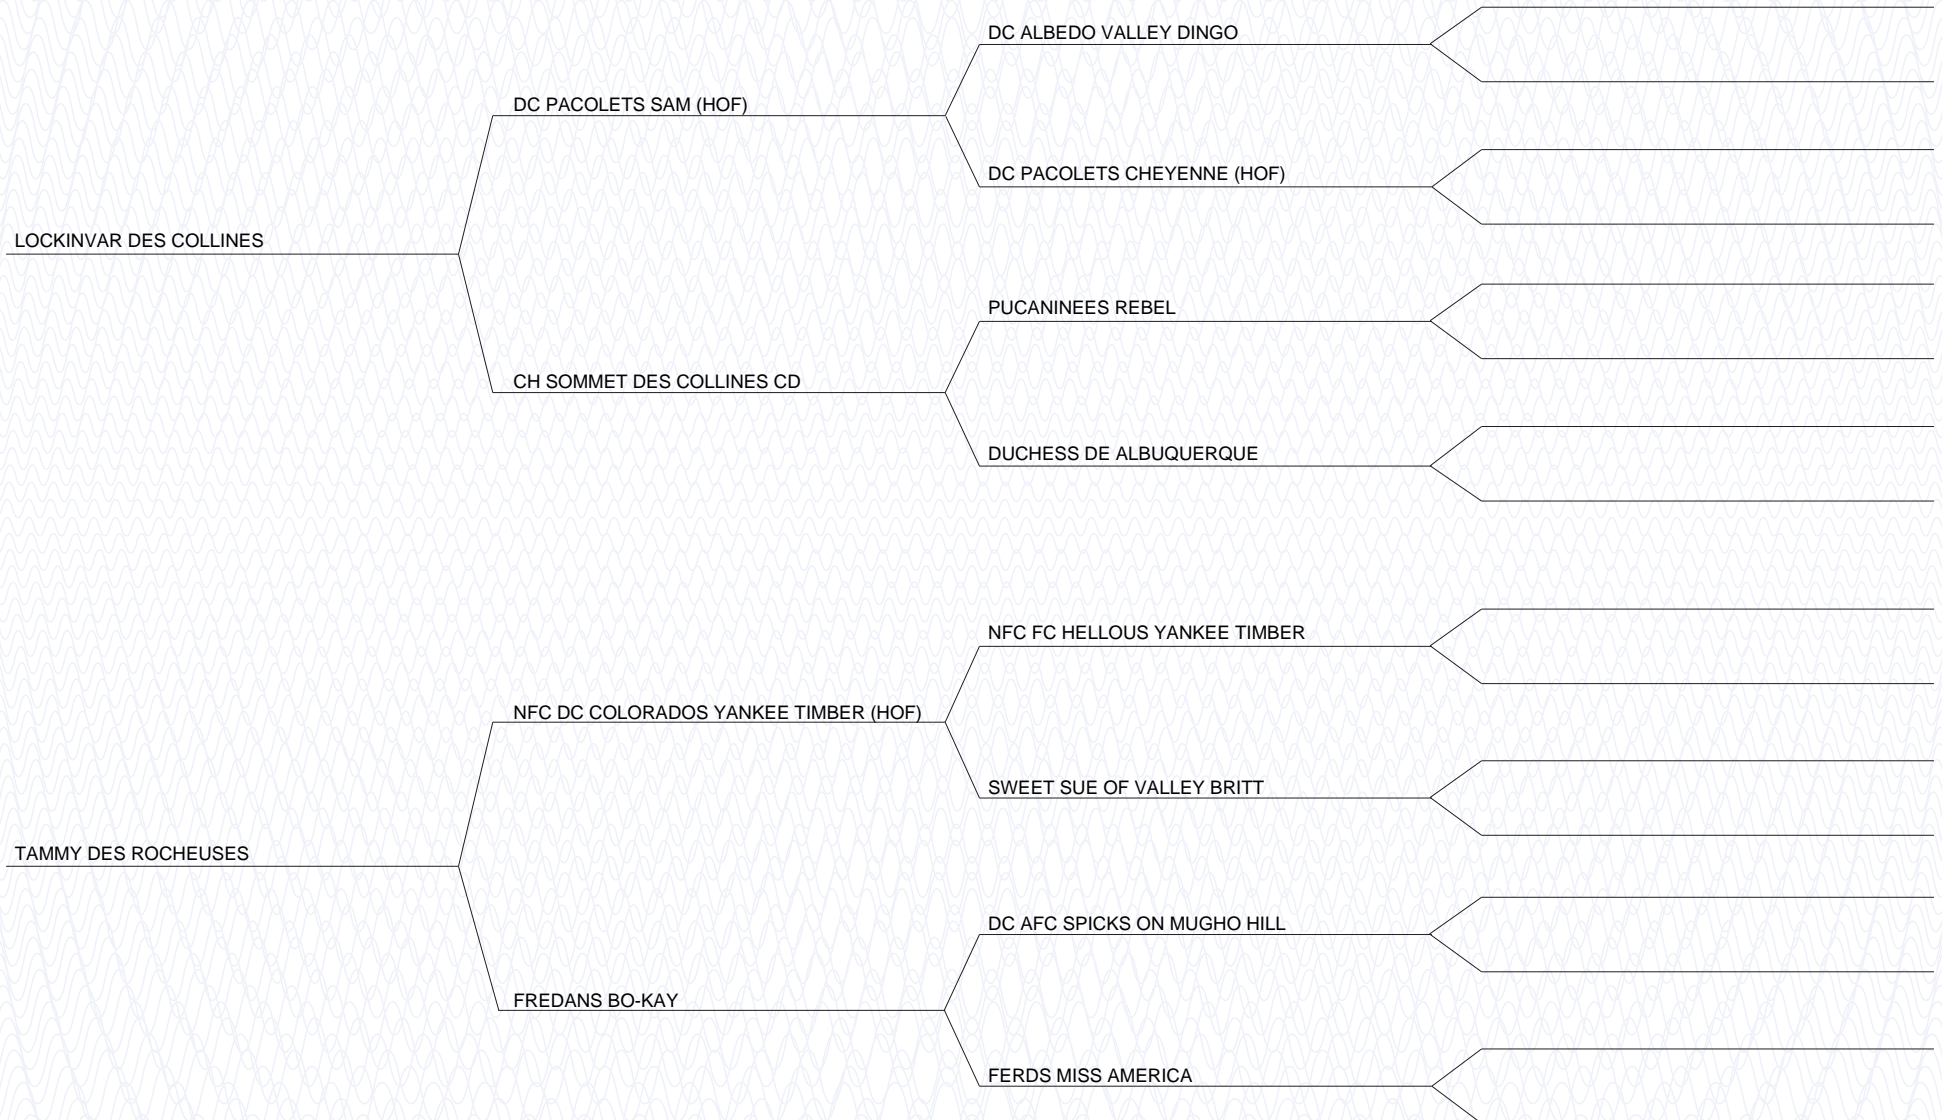 DC ALBEDO VALLEY DINGO
DC PACOLETS SAM (HOF)
DC PACOLETS CHEYENNE (HOF)
LOCKINVAR DES COLLINES
PUCANINEES REBEL
CH SOMMET DES COLLINES CD
DUCHESS DE ALBUQUERQUE
NFC FC HELLOUS YANKEE TIMBER
NFC DC COLORADOS YANKEE TIMBER (HOF)
SWEET SUE OF VALLEY BRITT
TAMMY DES ROCHEUSES
DC AFC SPICKS ON MUGHO HILL
FREDANS BO-KAY
FERDS MISS AMERICA